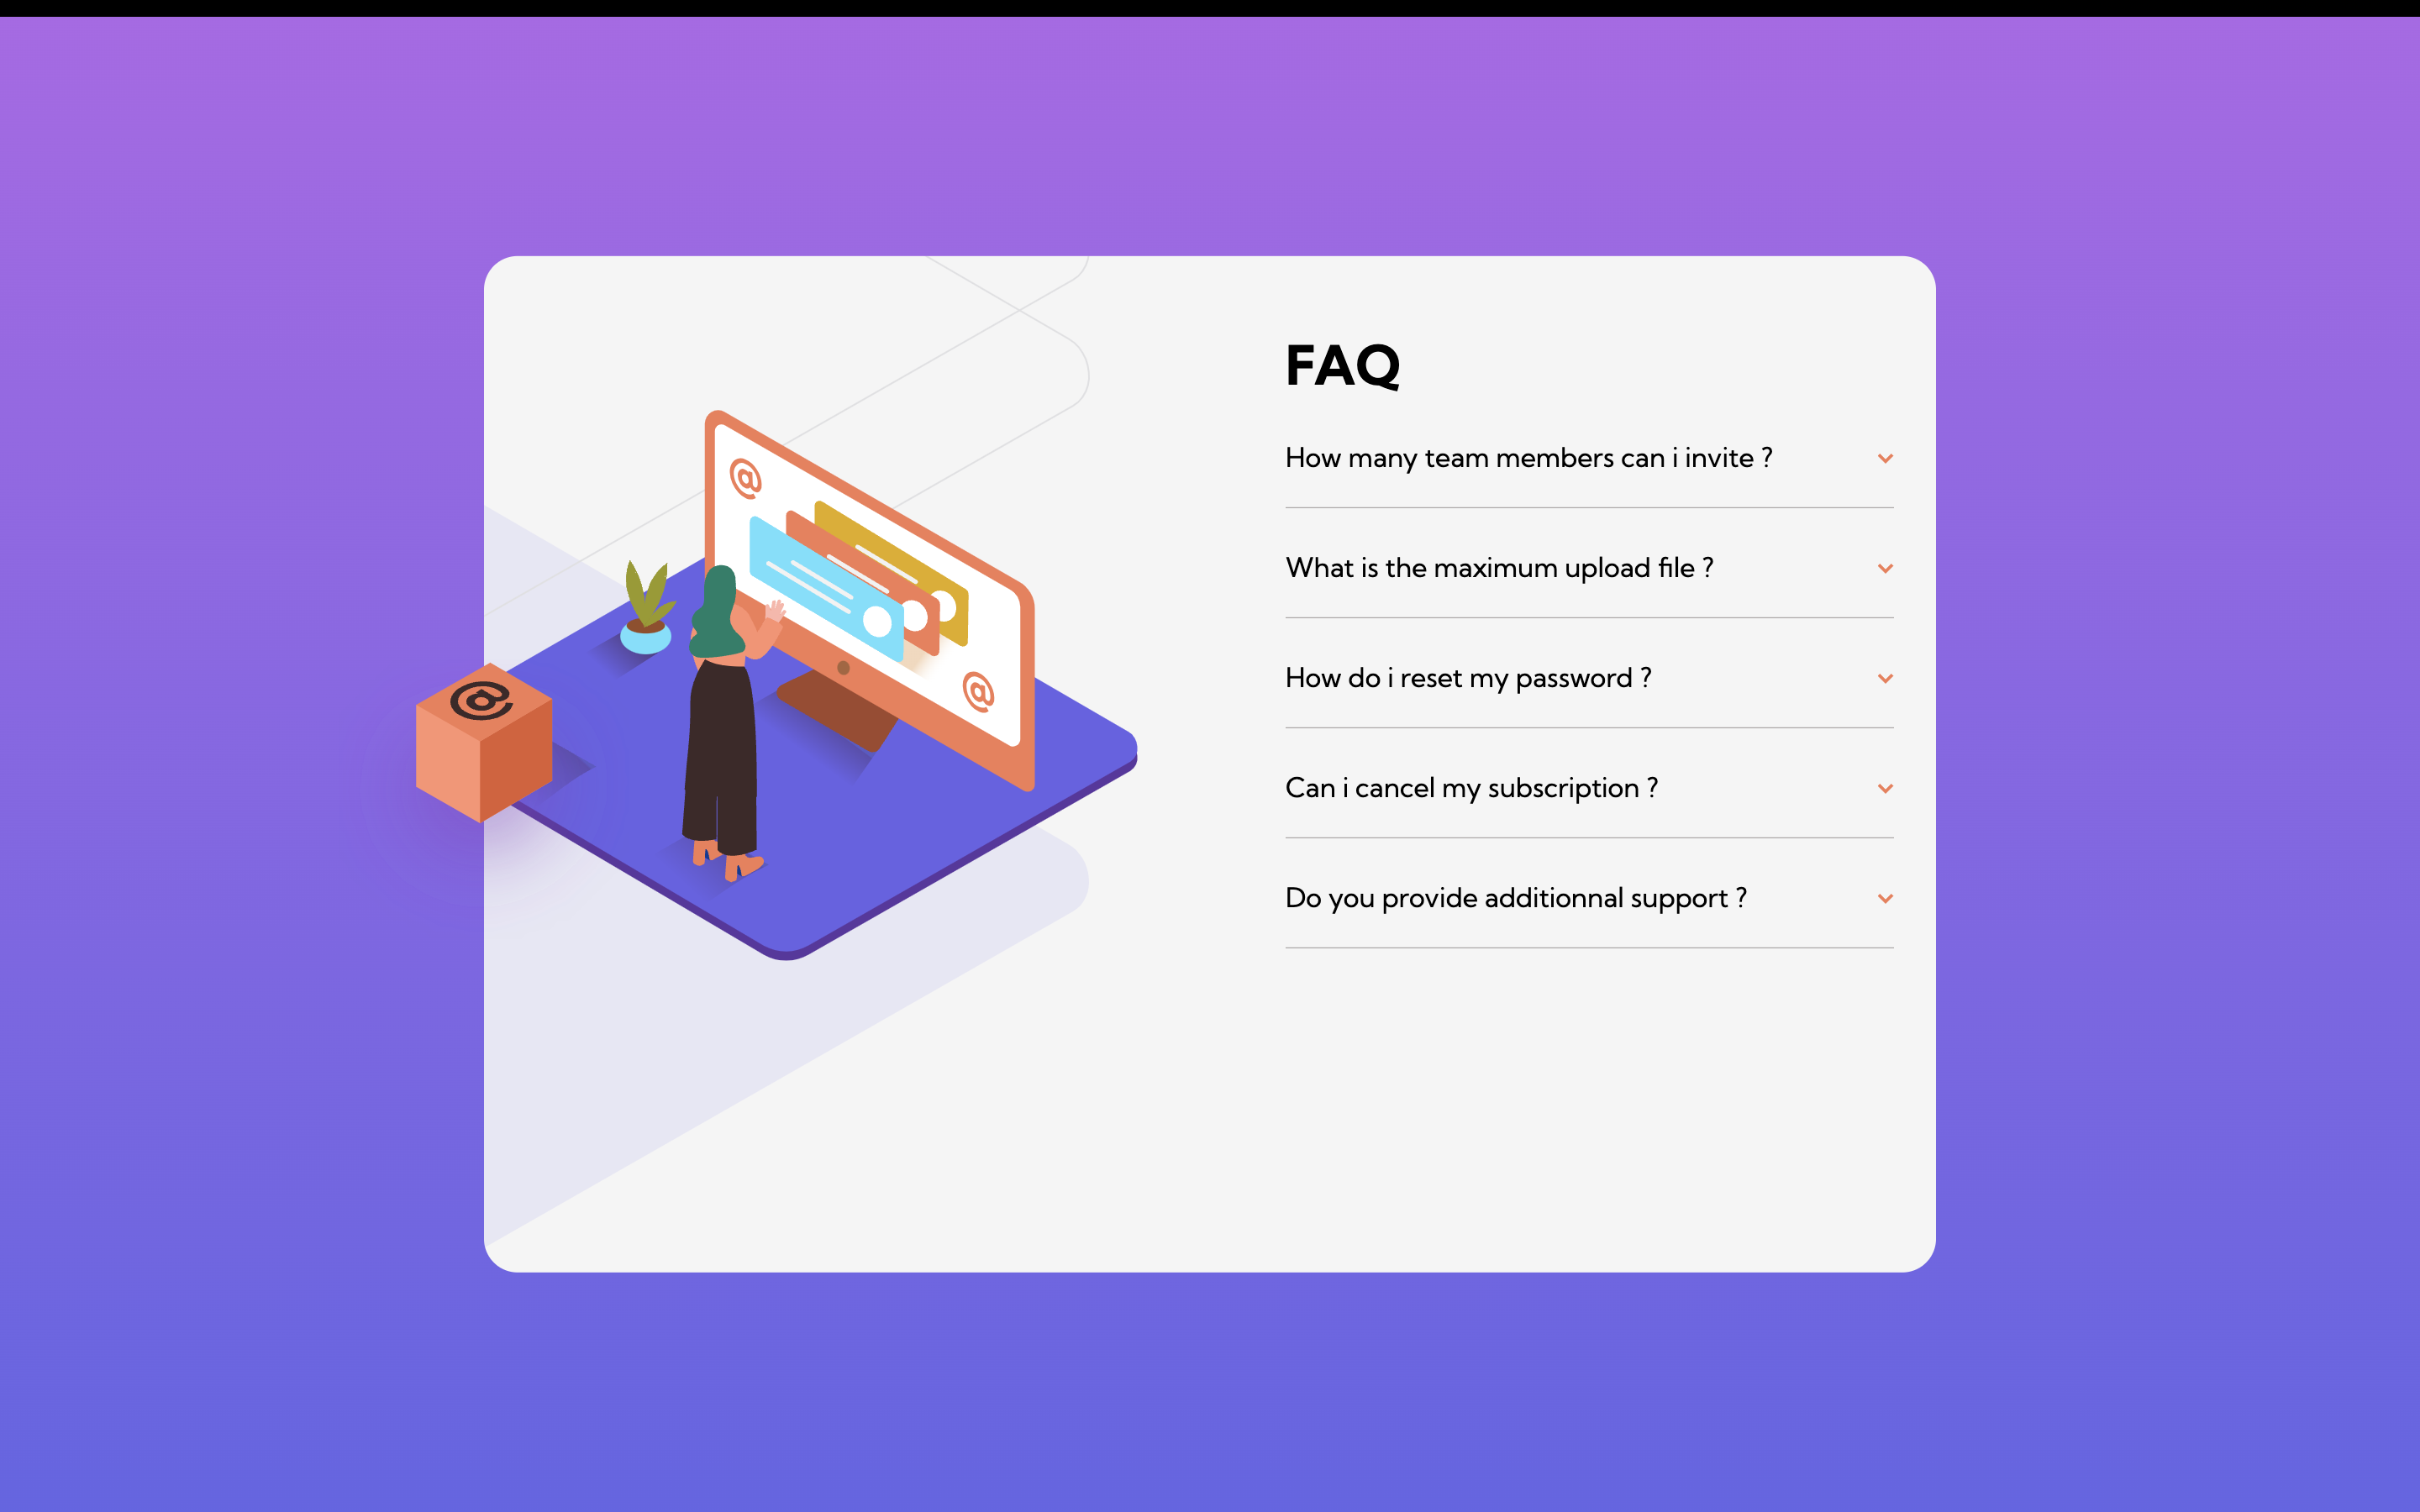 FAQ
How many team members can i invite ?
What is the maximum upload file ?
How do i reset my password ?
Can i cancel my subscription ?
Do you provide additionnal support ?
@
@
@